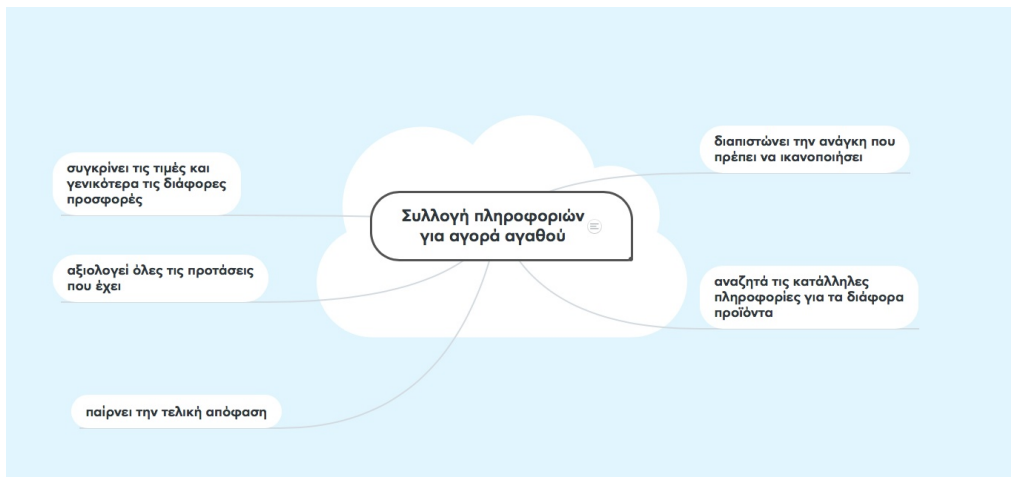 συγκρίνει τις τιμές και
γενικότερα τις διάφορες
προσφορές
αξιολογεί όλες τις προτάσεις
που έχει
παίρνει την τελική απόφαση
Συλλογή πληροφοριών
για αγορά αγαθού
διαπιστώνει την ανάγκη που
πρέπει να ικανοποιήσει
αναζητά τις κατάλληλες
πληροφορίες για τα διάφορα
προϊόντα